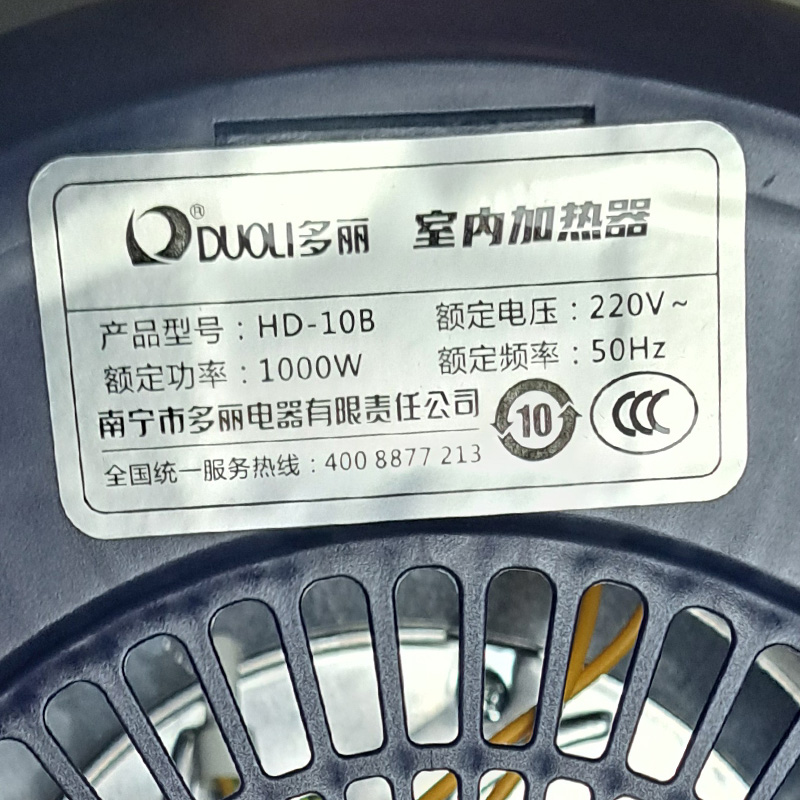 ® DUOLI多丽 室内加热器
产品型号：HD-10B 额定电压：220V~
额定功率：1000W 额定频率：50Hz
南宁市多丽电器有限责任公司 10 CCC
全国统一服务热线：400 8877 213